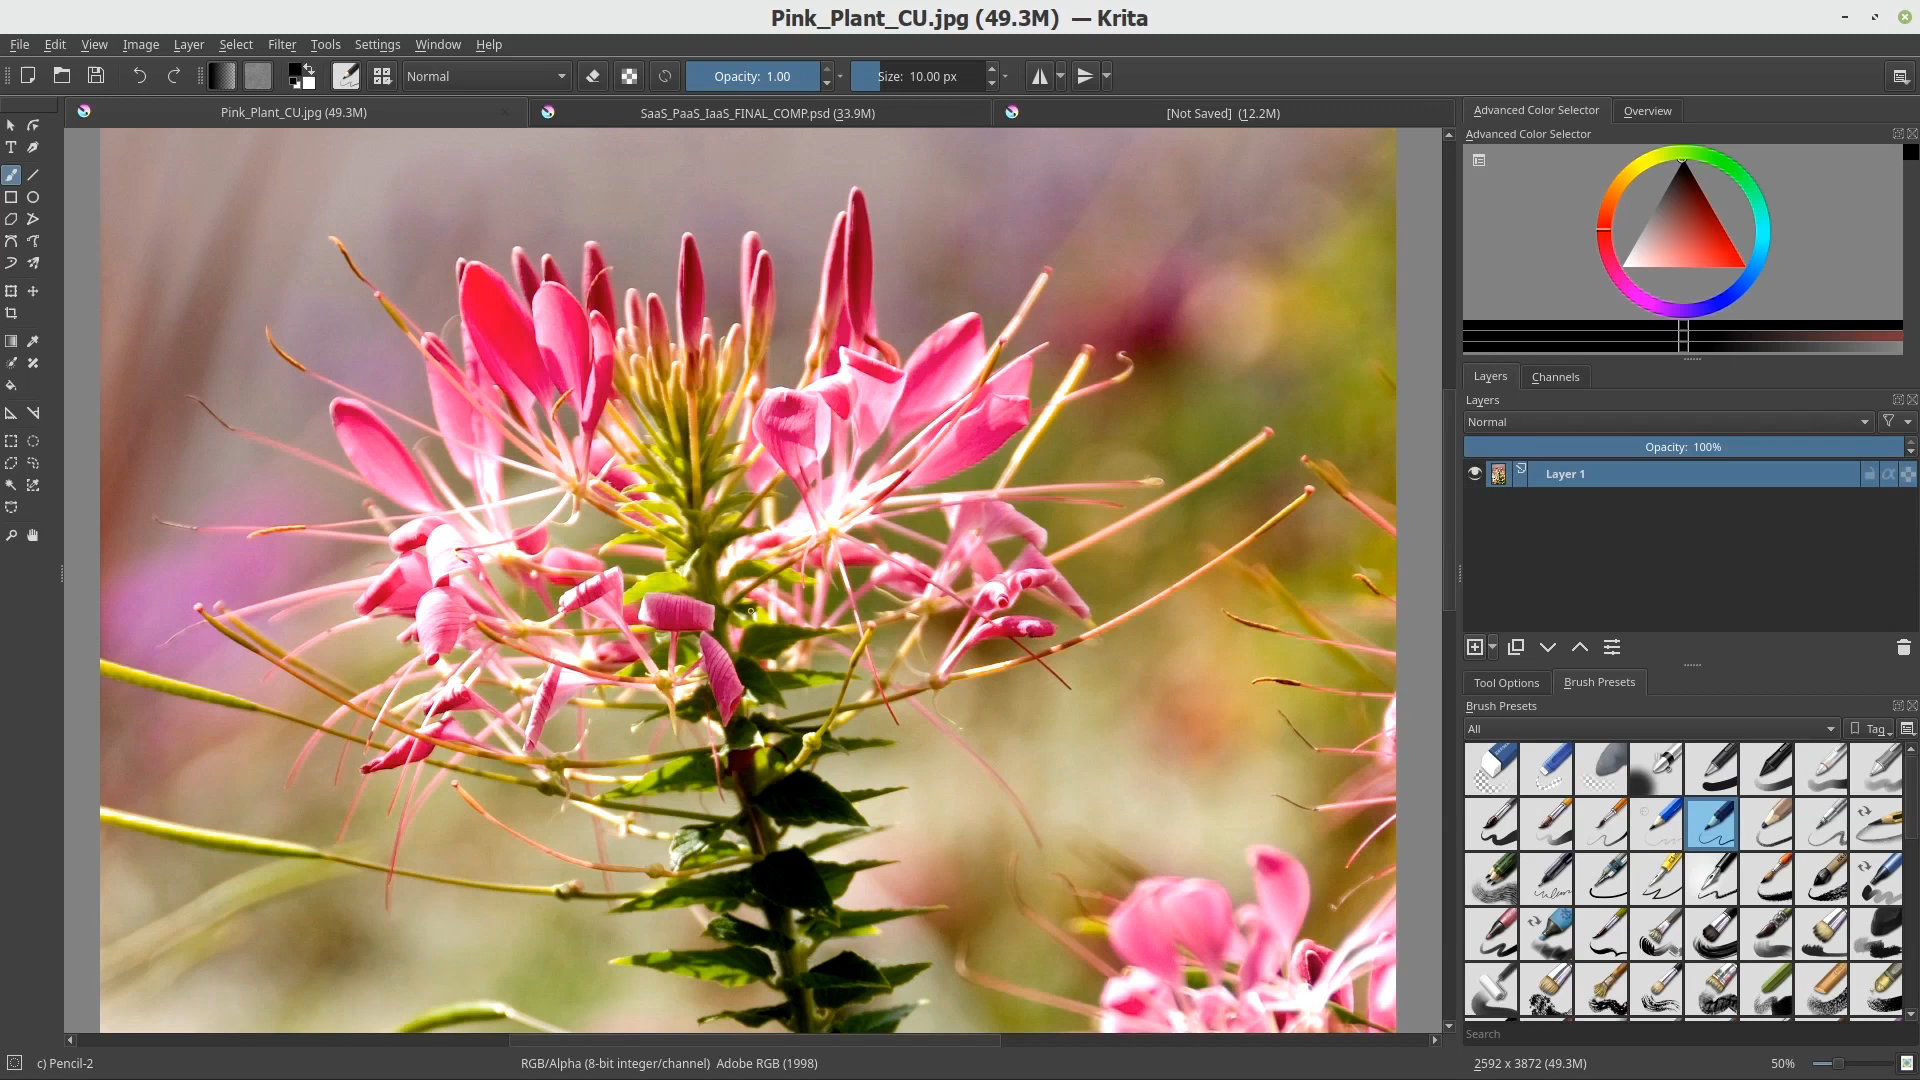 Pink_Plant_CU.jpg (49.3M) — Krita
File Edit View Image Layer Select Filter Tools Settings Window Help
Normal Opacity: 1.00 Size: 10.00 px
Pink_Plant_CU.jpg (49.3M) SaaS_PaaS_IaaS_FINAL_COMP.psd (33.9M) [Not Saved] (12.2M)
Advanced Color Selector Overview
Advanced Color Selector
Layers Channels
Layers
Normal
Opacity: 100%
Layer 1
Tool Options Brush Presets
Brush Presets
All Tag
Search
c) Pencil-2 RGB/Alpha (8-bit integer/channel) Adobe RGB (1998) 2592 x 3872 (49.3M) 50%